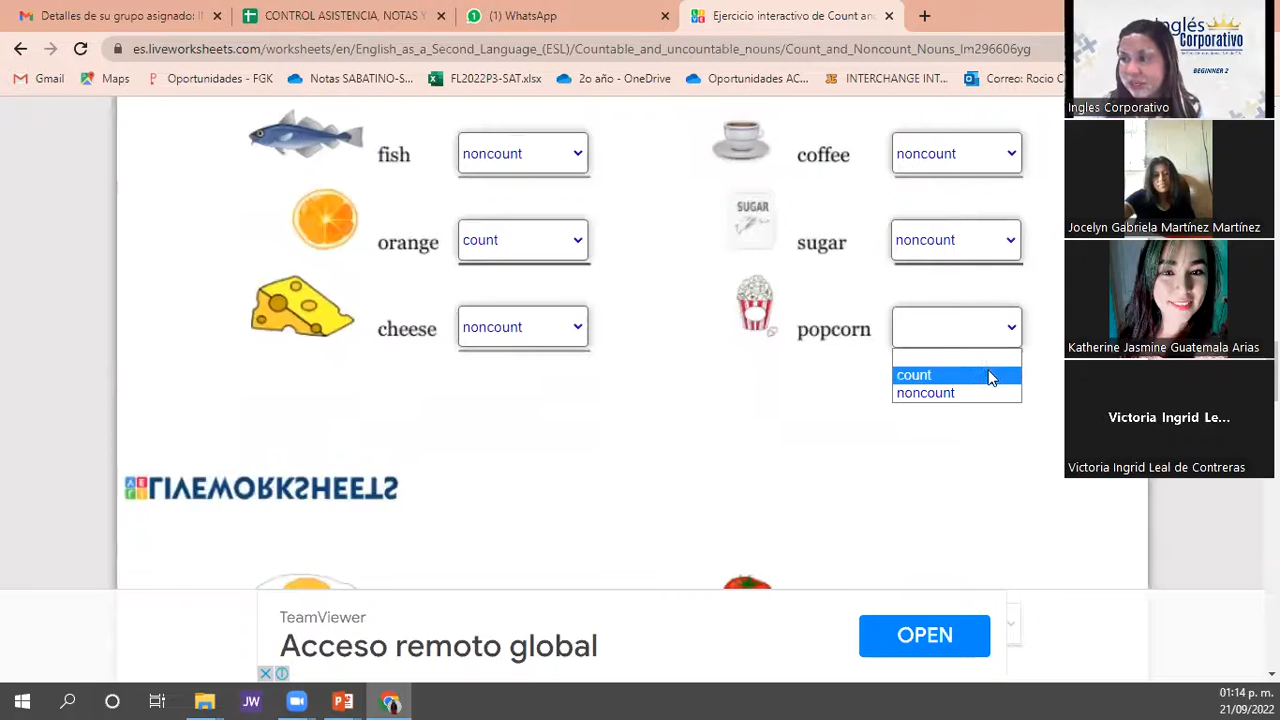 Detalles de su grupo asignado: I
CONTROL ASISTENCIA, NOTAS Y
(1) WhatsApp
Ejercicio interactivo de Count and
es.liveworksheets.com/worksheets/en/English_as_a_Second_Language_(ESL)/Countable_and_uncountable_nouns/Count_and_Noncount_Nouns_lm296606yg
Gmail
Maps
Oportunidades - FGK
Notas SABATINO-S...
FL2022P3-SAT.xlsx
2o año - OneDrive
Oportunidades AC...
INTERCHANGE INT...
Correo: Rocio C
Inglés
Corporativo
BEGINNER 2
Ingles Corporativo
fish
noncount
coffee
noncount
Jocelyn Gabriela Martínez Martínez
orange
count
SUGAR
sugar
noncount
cheese
noncount
popcorn
count
noncount
Katherine Jasmine Guatemala Arias
Victoria Ingrid Le...
Victoria Ingrid Leal de Contreras
LIVEWORKSHEETS
TeamViewer
Acceso remoto global
OPEN
JW
01:14 p. m.
21/09/2022